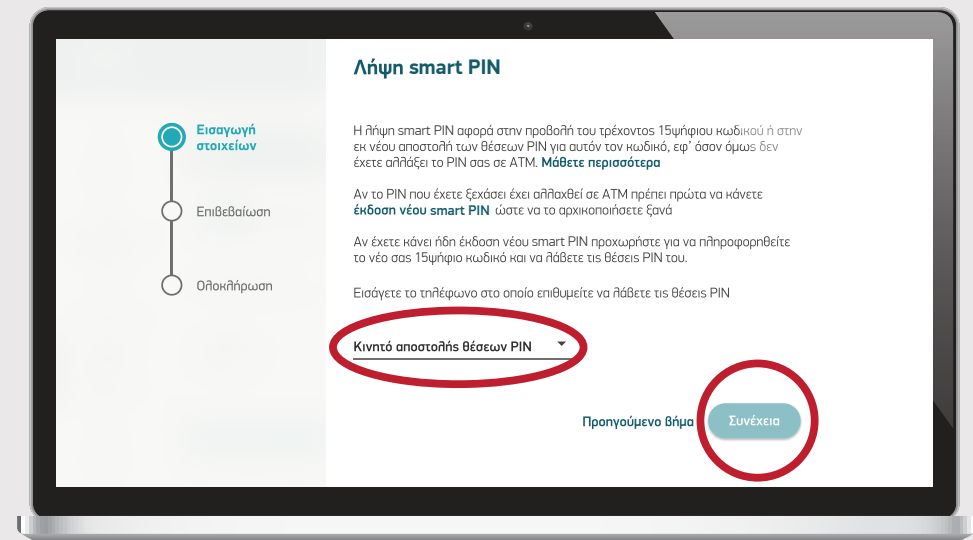 Λήψη smart PIN
Εισαγωγή
στοιχείων
Επιβεβαίωση
Ολοκλήρωση
Η λήψη smart PIN αφορά στην προβολή του τρέχοντος 15ψήφιου κωδικού ή στην
εκ νέου αποστολή των θέσεων PIN για αυτόν τον κωδικό, εφ’ όσον όμως δεν
έχετε αλλάξει το PIN σας σε ATM. Μάθετε περισσότερα
Αν το PIN που έχετε ξεχάσει έχει αλλαχθεί σε ATM πρέπει πρώτα να κάνετε
έκδοση νέου smart PIN ώστε να το αρχικοποιήσετε ξανά
Αν έχετε κάνει ήδη έκδοση νέου smart PIN προχωρήστε για να πληροφορηθείτε
το νέο σας 15ψήφιο κωδικό και να λάβετε τις θέσεις PIN του.
Εισάγετε το τηλέφωνο στο οποίο επιθυμείτε να λάβετε τις θέσεις PIN
Κινητό αποστολής θέσεων PIN
Προηγούμενο βήμα
Συνέχεια